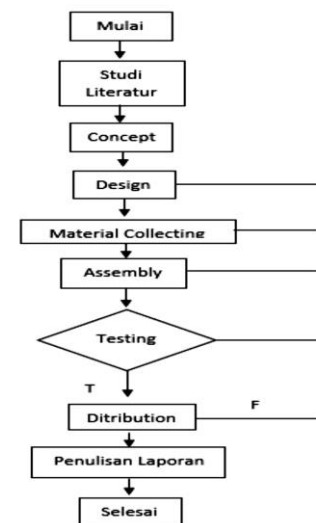 Mulai
Studi
Literatur
Concept
Design
Material Collecting
Assembly
Testing
T
F
Ditribution
Penulisan Laporan
Selesai